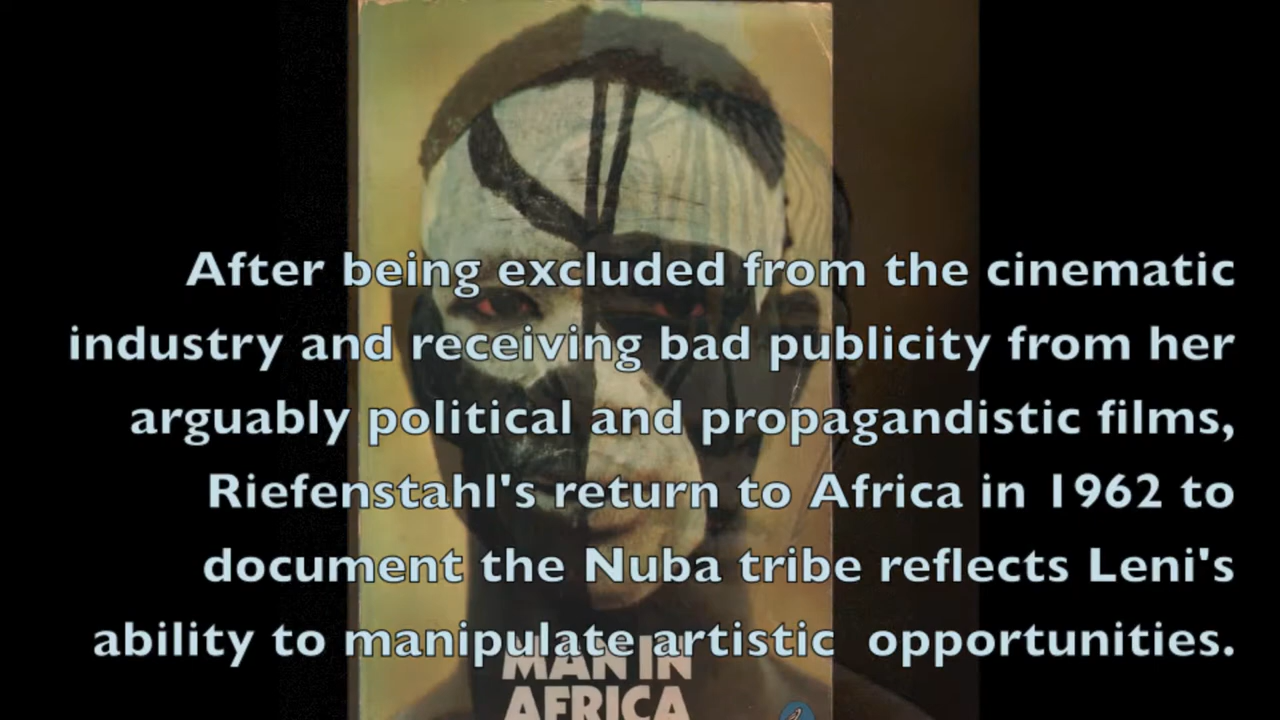 After being excluded from the cinematic
industry and receiving bad publicity from her
arguably political and propagandistic films,
Riefenstahl's return to Africa in 1962 to
document the Nuba tribe reflects Leni's
ability to manipulate artistic opportunities.
MAN IN
AFRICA